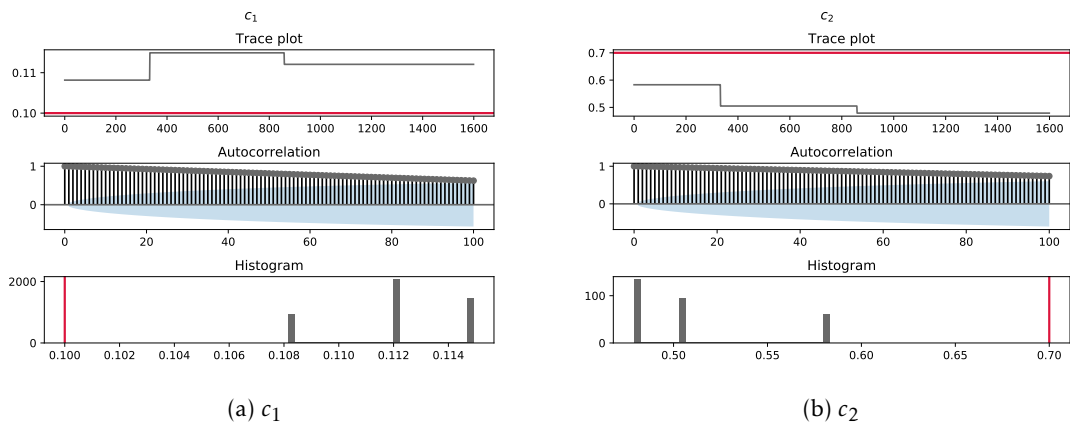 c1
Trace plot
0.11
0.10
0 200 400 600 800 1000 1200 1400 1600
Autocorrelation
1
0
0 20 40 60 80 100
Histogram
2000
0
0.100 0.102 0.104 0.106 0.108 0.110 0.112 0.114
(a) c1
c2
Trace plot
0.7
0.6
0.5
0 200 400 600 800 1000 1200 1400 1600
Autocorrelation
1
0
0 20 40 60 80 100
Histogram
100
0
0.50 0.55 0.60 0.65 0.70
(b) c2